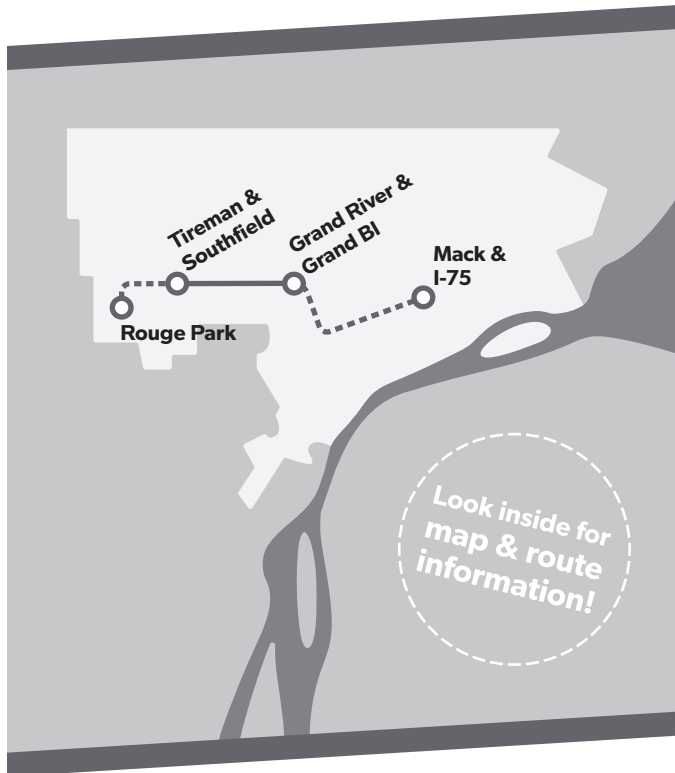 Tireman &
Southfield
Grand River &
Grand Bl
Mack &
I-75
Rouge Park
Look inside for
map & route
information!